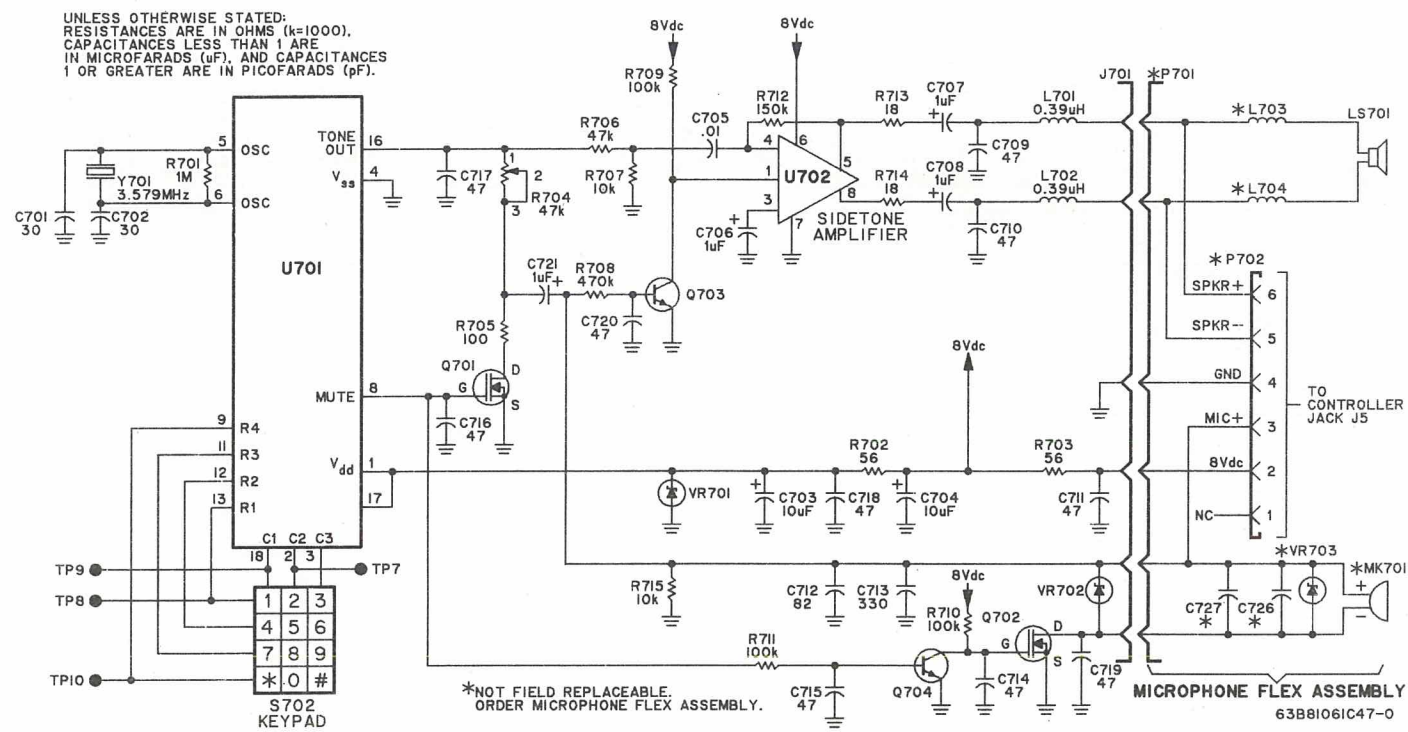 UNLESS OTHERWISE STATED:
RESISTANCES ARE IN OHMS (k=1000),
CAPACITANCES LESS THAN 1 ARE
IN MICROFARADS (uF), AND CAPACITANCES
1 OR GREATER ARE IN PICOFARADS (pF).
8Vdc
R709
100k
8Vdc
J701
*P701
R712
150k
R713
18
C707
1uF
+
L701
0.39uH
*L703
LS701
C705
.01
R706
47k
TONE
OUT
16
5
OSC
R701
1M
Y701
3.579MHz
6
OSC
C701
30
C702
30
Vss
4
C717
47
1
2
R704
47k
3
R707
10k
4
6
5
1
U702
3
8
7
C706
1uF
+
SIDETONE
AMPLIFIER
R714
18
C708
1uF
+
C709
47
L702
0.39uH
C710
47
*L704
U701
C721
1uF
+
R708
470k
Q703
C720
47
R705
100
Q701
D
G
S
MUTE
8
C716
47
8Vdc
*P702
SPKR+
6
SPKR--
5
GND
4
MIC+
3
8Vdc
2
NC
1
TO
CONTROLLER
JACK J5
9
R4
11
R3
12
R2
13
R1
Vdd
1
17
VR701
+
C703
10uF
C718
47
R702
56
+
C704
10uF
R703
56
C711
47
C1
C2
C3
18
2
3
TP9
TP7
TP8
TP10
1 2 3
4 5 6
7 8 9
* 0 #
S702
KEYPAD
R715
10k
C712
82
C713
330
8Vdc
R710
100k
Q702
D
G
S
VR702
*VR703
*MK701
+
-
C727
*
C726
*
R711
100k
C715
47
Q704
C714
47
C719
47
*NOT FIELD REPLACEABLE.
ORDER MICROPHONE FLEX ASSEMBLY.
MICROPHONE FLEX ASSEMBLY
63B81061C47-0